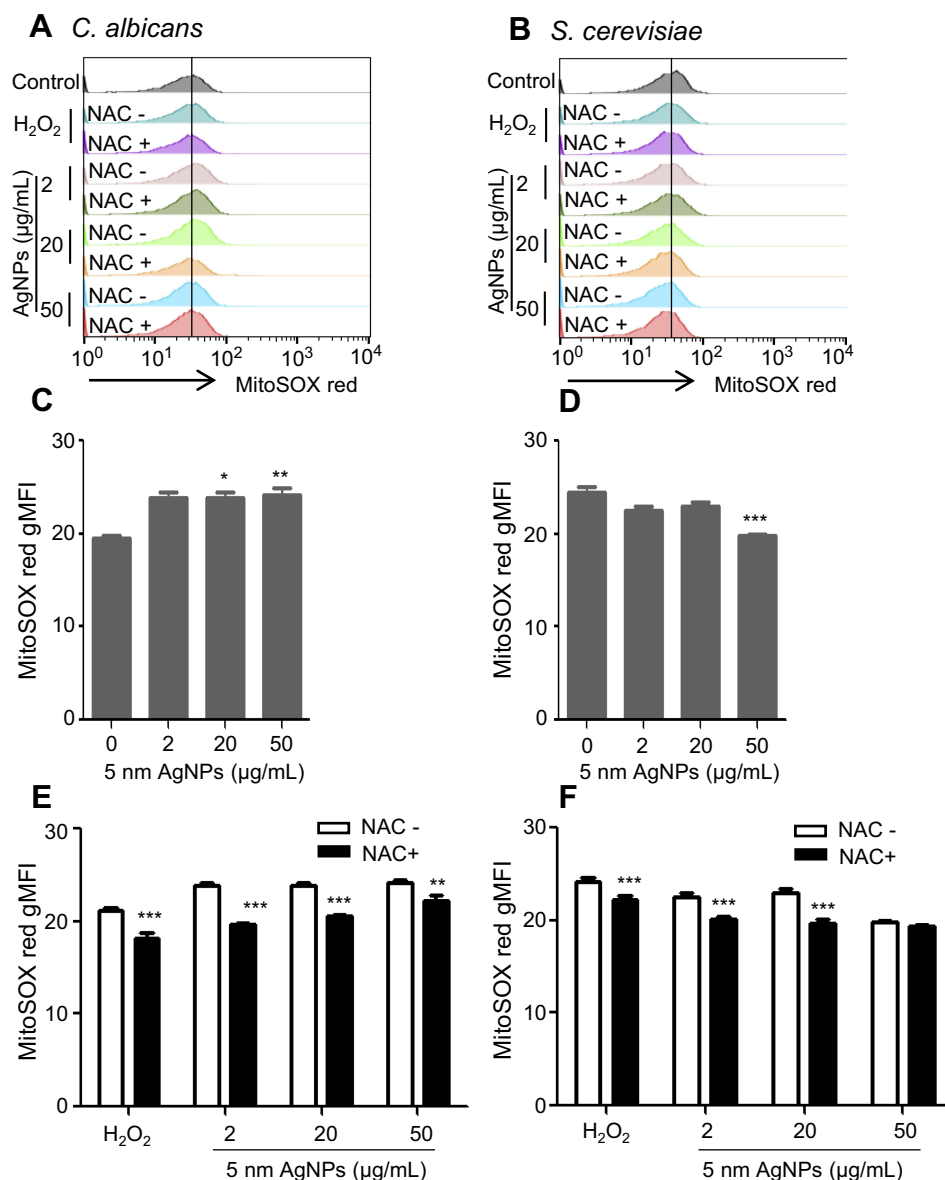 A C. albicans
Control
H2O2
NAC -
NAC +
AgNPs (µg/mL)
2
NAC -
NAC +
20
NAC -
NAC +
50
NAC -
NAC +
10^0 10^1 10^2 10^3 10^4
MitoSOX red
B S. cerevisiae
Control
H2O2
NAC -
NAC +
AgNPs (µg/mL)
2
NAC -
NAC +
20
NAC -
NAC +
50
NAC -
NAC +
10^0 10^1 10^2 10^3 10^4
MitoSOX red
C
MitoSOX red gMFI
30
20
10
0
* **
0 2 20 50
5 nm AgNPs (µg/mL)
D
MitoSOX red gMFI
30
20
10
0
***
0 2 20 50
5 nm AgNPs (µg/mL)
E
MitoSOX red gMFI
30
20
10
0
NAC -
NAC+
*** *** *** **
H2O2 2 20 50
5 nm AgNPs (µg/mL)
F
MitoSOX red gMFI
30
20
10
0
NAC -
NAC+
*** *** ***
H2O2 2 20 50
5 nm AgNPs (µg/mL)